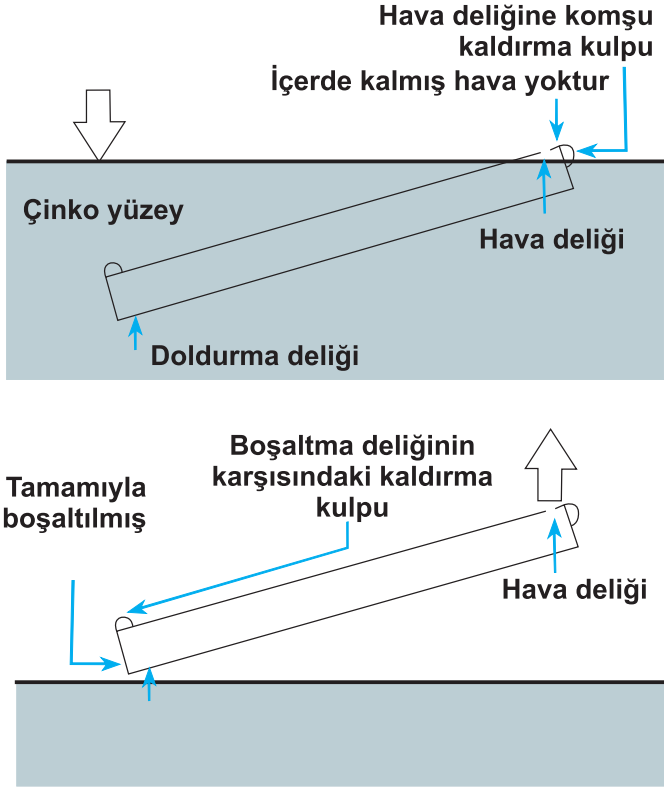 Hava deliğine komşu
kaldırma kulpu
İçerde kalmış hava yoktur
Çinko yüzey
Hava deliği
Doldurma deliği
Boşaltma deliğinin
karşısındaki kaldırma
kulpu
Tamamıyla
boşaltılmış
Hava deliği